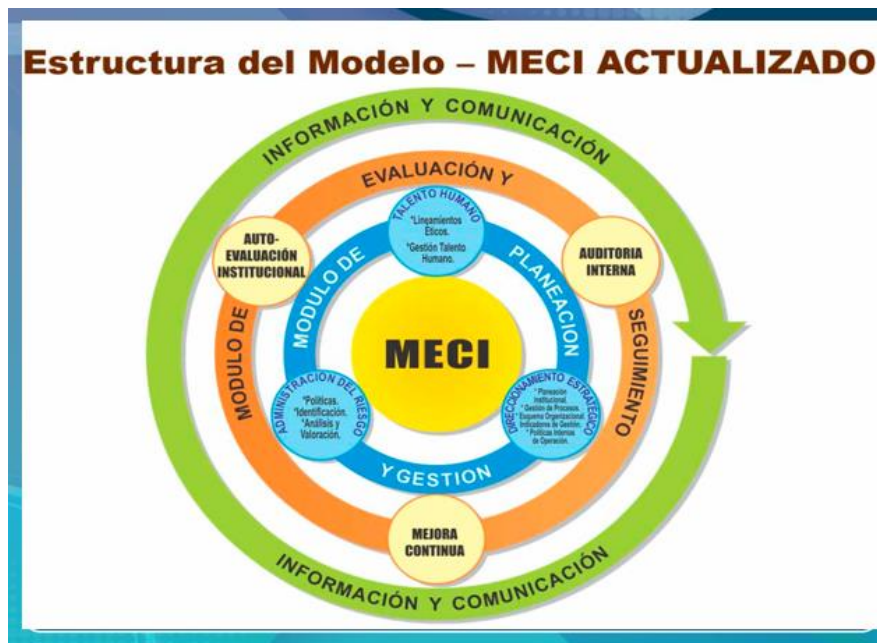 Estructura del Modelo – MECI ACTUALIZADO
INFORMACIÓN Y COMUNICACIÓN
EVALUACIÓN Y
TALENTO HUMANO
*Lineamientos
Éticos.
*Gestión Talento
Humano.
AUTO-
EVALUACIÓN
INSTITUCIONAL
AUDITORIA
INTERNA
MODULO DE
PLANEACION
MECI
MODULO DE
SEGUIMIENTO
ADMINISTRACIÓN DEL RIESGO
*Políticas.
*Identificación.
*Análisis y
Valoración.
DIRECCIONAMIENTO ESTRATÉGICO
* Planeación
Institucional.
* Gestión de Procesos.
* Esquema Organizacional.
Indicadores de Gestión.
* Políticas Internas
de Operación.
Y GESTION
MEJORA
CONTINUA
INFORMACIÓN Y COMUNICACIÓN